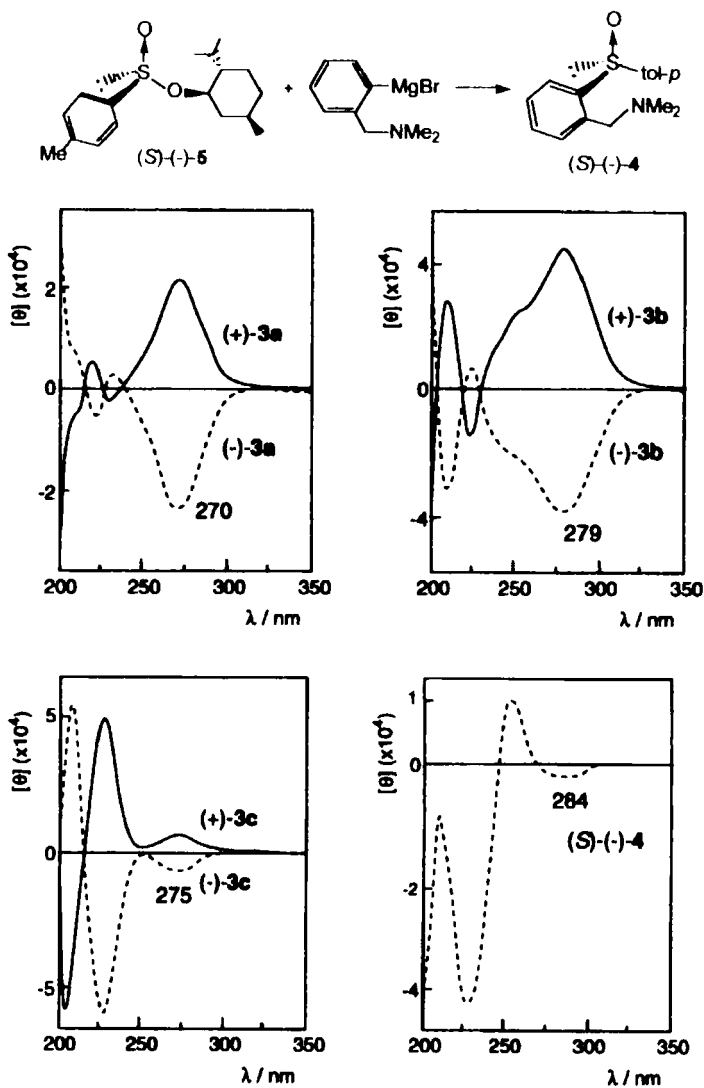 O
S
O
Me
(S)-(-)-5
+
MgBr
NMe2
O
S
tol-p
NMe2
(S)-(-)-4
[θ] (x10⁴)
2
0
-2
(+)-3a
(-)-3a
270
200 250 300 350
λ / nm
[θ] (x10⁴)
4
0
-4
(+)-3b
(-)-3b
279
200 250 300 350
λ / nm
[θ] (x10⁴)
5
0
-5
(+)-3c
(-)-3c
275
200 250 300 350
λ / nm
[θ] (x10⁴)
1
0
-2
-4
284
(S)-(-)-4
200 250 300 350
λ / nm